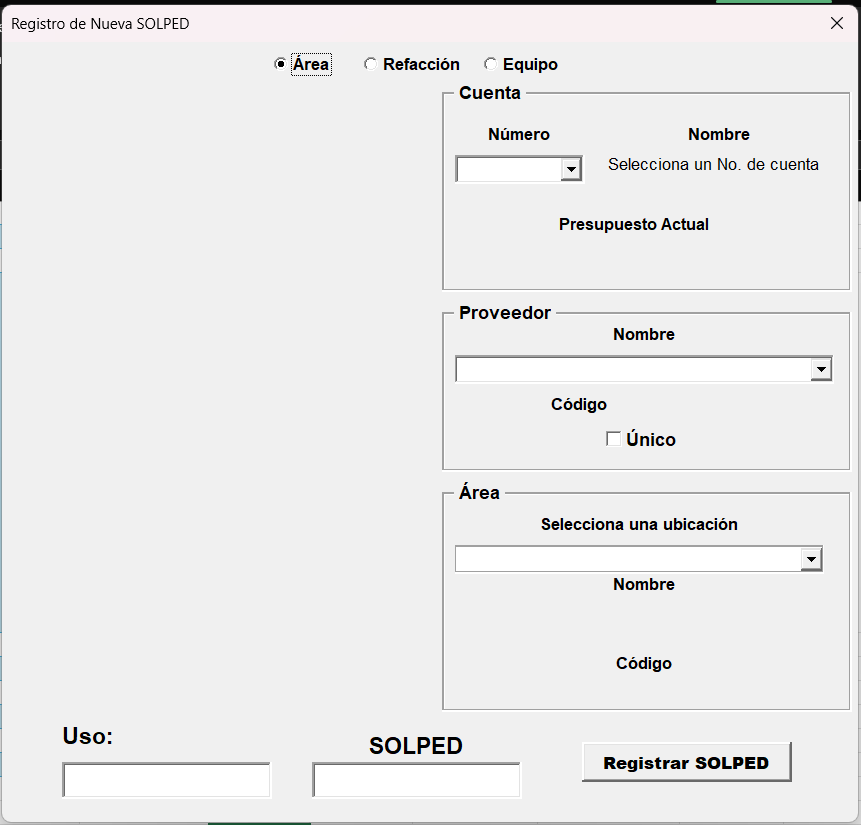 Registro de Nueva SOLPED
Área Refacción Equipo
Cuenta
Número Nombre
Selecciona un No. de cuenta
Presupuesto Actual
Proveedor
Nombre
Código
Único
Área
Selecciona una ubicación
Nombre
Código
Uso:
SOLPED
Registrar SOLPED